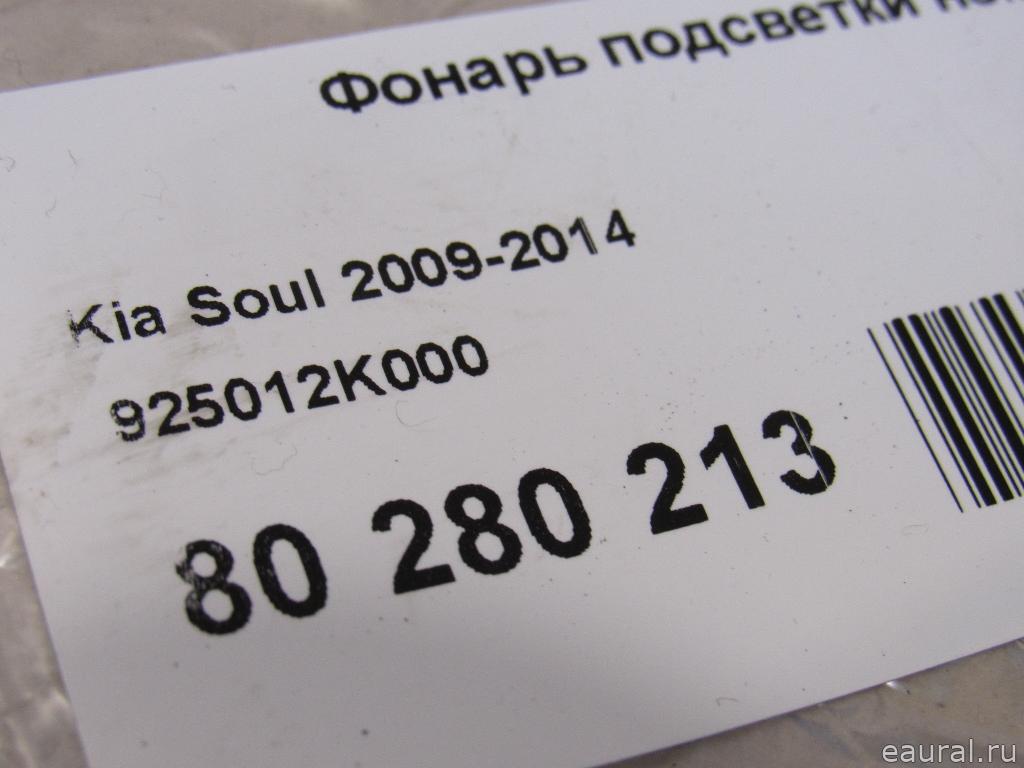 Фонарь подсветки
Kia Soul 2009-2014
925012K000
80 280 213
eaural.ru